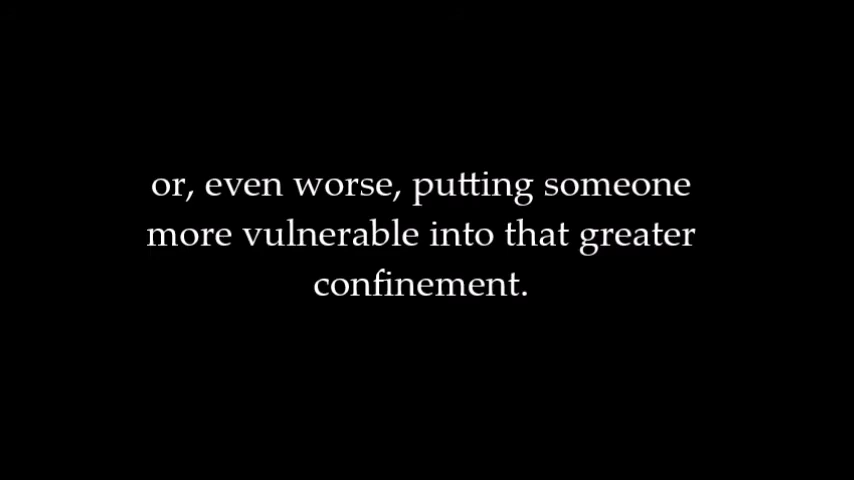 or, even worse, putting someone
more vulnerable into that greater
confinement.